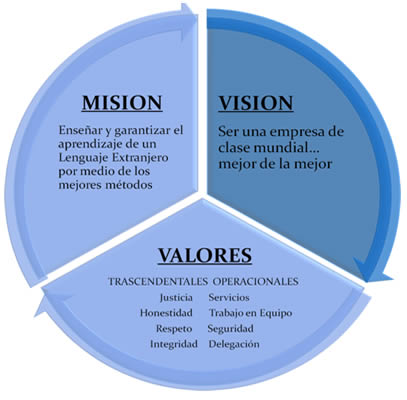 MISION
Enseñar y garantizar el
aprendizaje de un
Lenguaje Extranjero
por medio de los
mejores métodos
VISION
Ser una empresa de
clase mundial...
mejor de la mejor
VALORES
TRASCENDENTALES OPERACIONALES
Justicia Servicios
Honestidad Trabajo en Equipo
Respeto Seguridad
Integridad Delegación